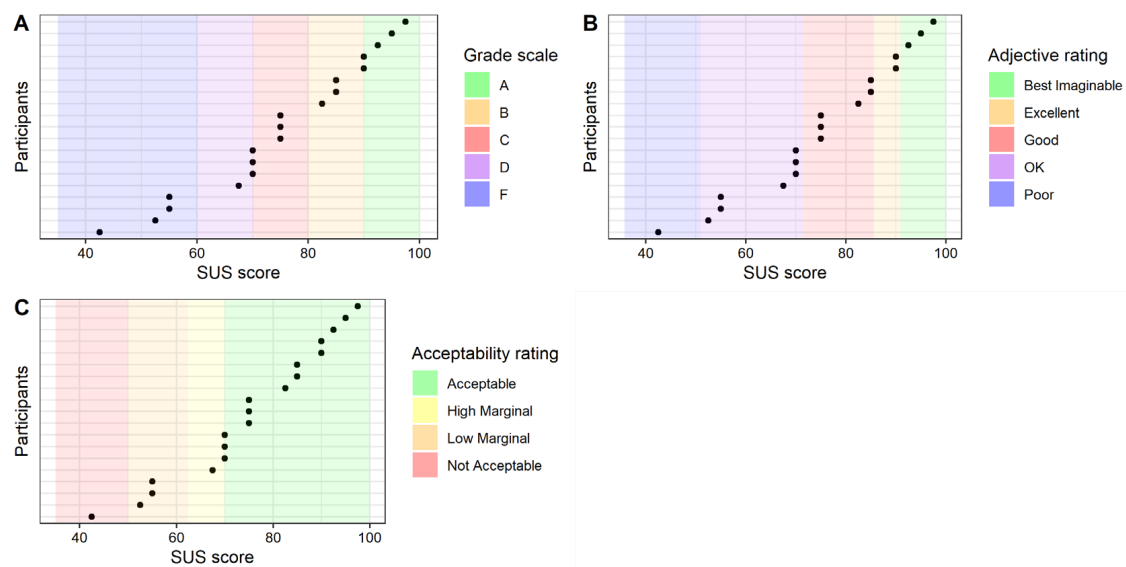 A
Participants
40
60
80
100
SUS score
Grade scale
A
B
C
D
F
B
Participants
40
60
80
100
SUS score
Adjective rating
Best Imaginable
Excellent
Good
OK
Poor
C
Participants
40
60
80
100
SUS score
Acceptability rating
Acceptable
High Marginal
Low Marginal
Not Acceptable